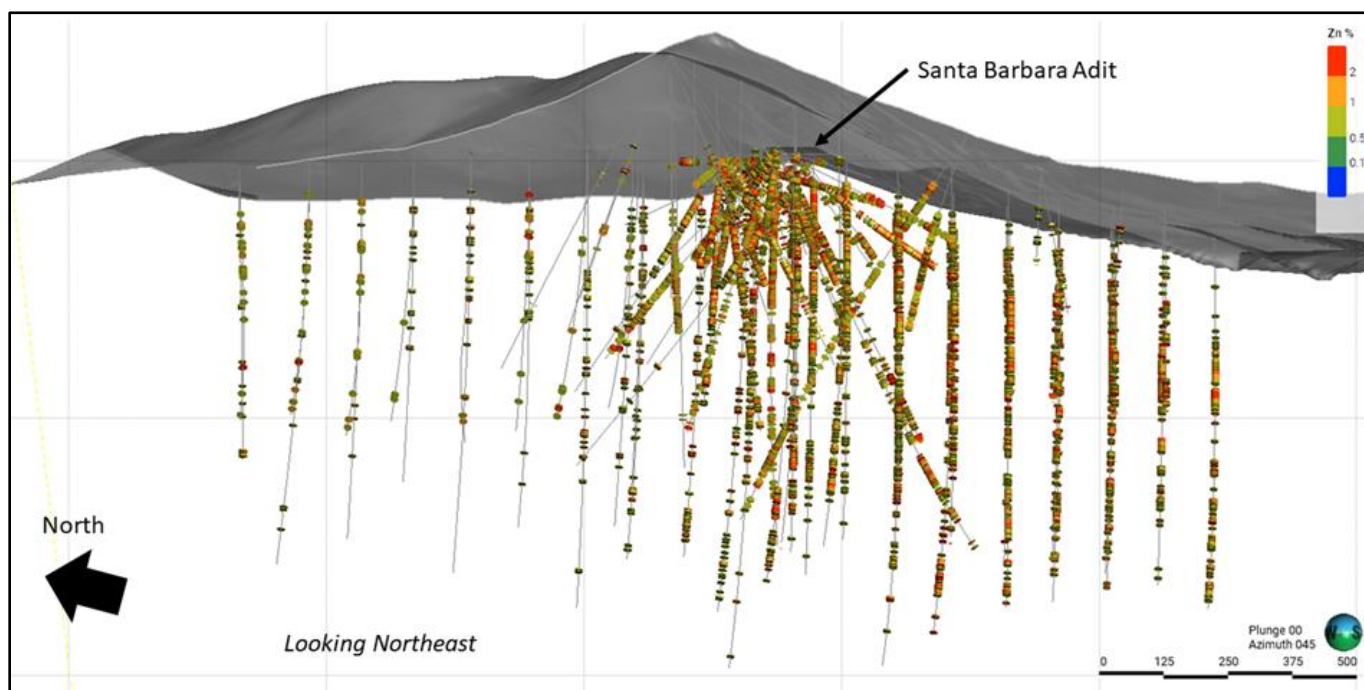 Zn %
2
1
0.5
0.1
Santa Barbara Adit
North
Looking Northeast
Plunge 00
Azimuth 045
W S
0 125 250 375 500